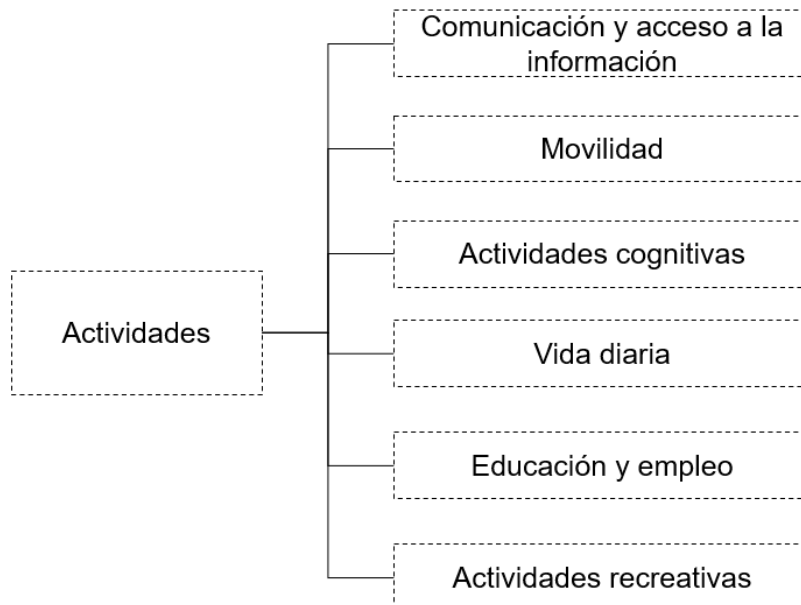 Comunicación y acceso a la
información
Movilidad
Actividades cognitivas
Actividades
Vida diaria
Educación y empleo
Actividades recreativas